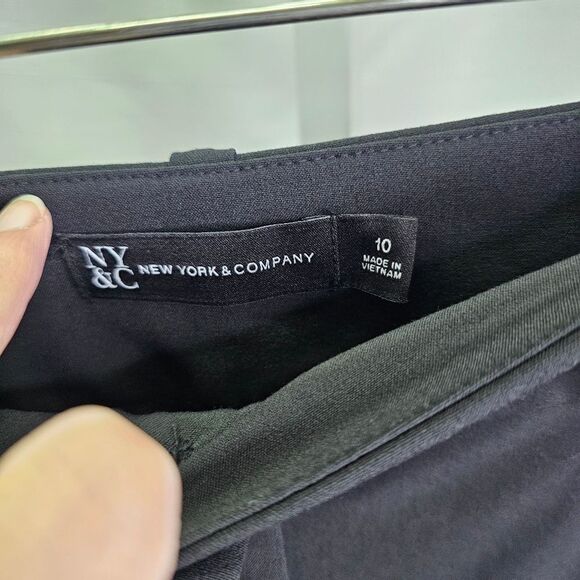 NY
&C
NEW YORK & COMPANY
10
MADE IN
VIETNAM